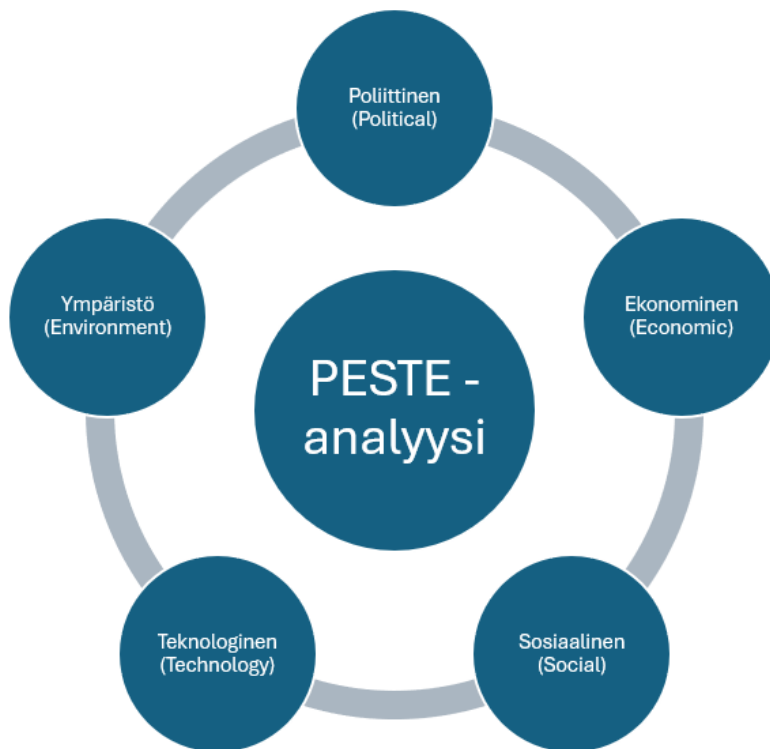 Poliittinen
(Political)
Ekonominen
(Economic)
Sosiaalinen
(Social)
Teknologinen
(Technology)
Ympäristö
(Environment)
PESTE -
analyysi